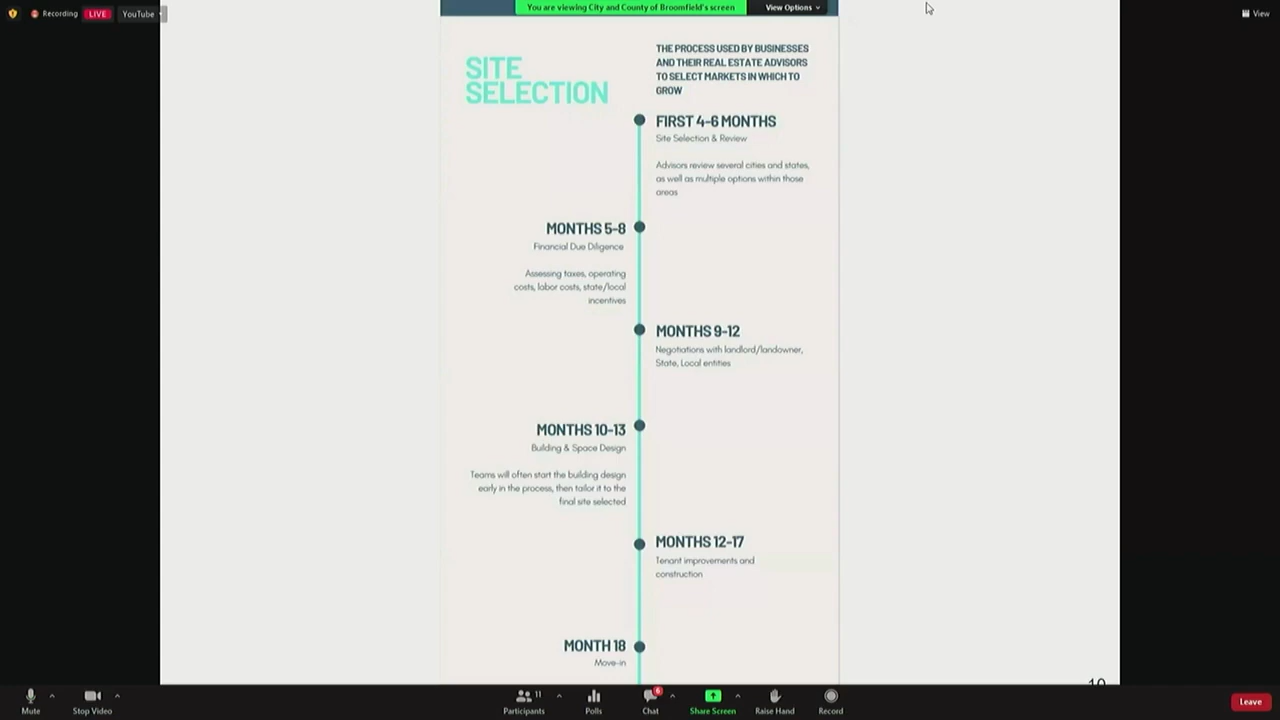 Recording
LIVE
YouTube
You are viewing City and County of Broomfield's screen
View Options
View
SITE
SELECTION
THE PROCESS USED BY BUSINESSES
AND THEIR REAL ESTATE ADVISORS
TO SELECT MARKETS IN WHICH TO
GROW
FIRST 4-6 MONTHS
Site Selection & Review
Advisors review several cities and states,
as well as multiple options within those
areas
MONTHS 5-8
Financial Due Diligence
Assessing taxes, operating
costs, labor costs, state/local
incentives
MONTHS 9-12
Negotiations with landlord/landowner,
State, Local entities
MONTHS 10-13
Building & Space Design
Teams will often start the building design
early in the process, then tailor it to the
final site selected
MONTHS 12-17
Tenant improvements and
construction
MONTH 18
Move-in
Mute
Stop Video
11
Participants
Polls
6
Chat
Share Screen
Raise Hand
Record
Leave